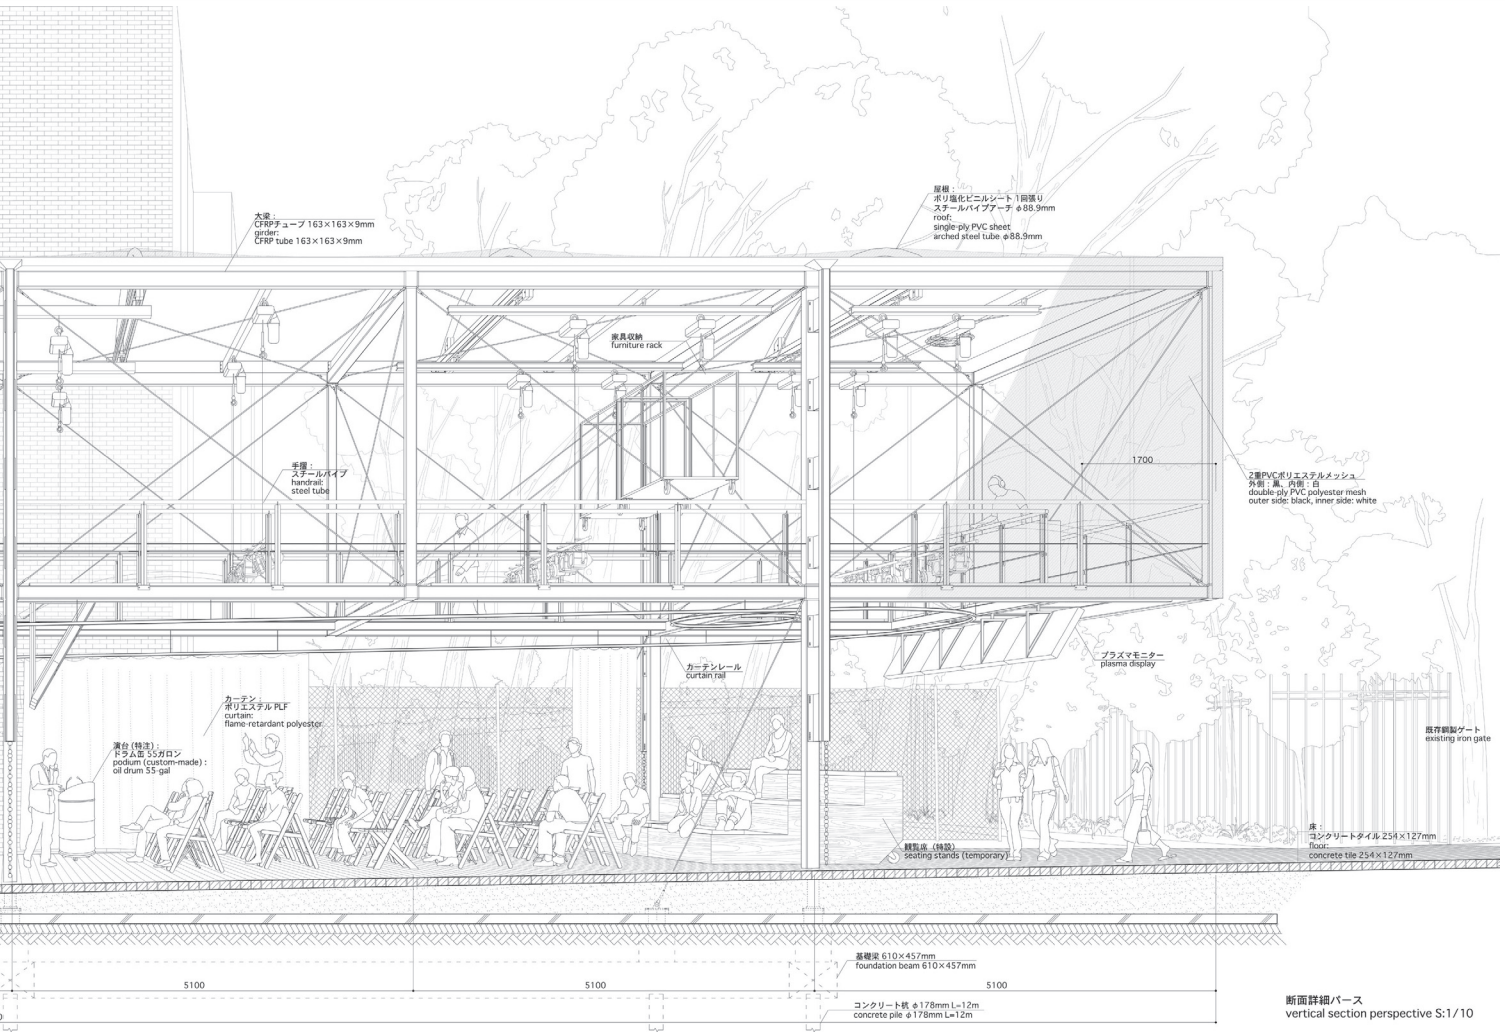 屋根：
ポリ塩化ビニルシート 1回張り
スチールパイプアーチ φ88.9mm
roof:
single-ply PVC sheet
arched steel tube φ88.9mm
大梁：
CFRPチューブ 163×163×9mm
girder:
CFRP tube 163×163×9mm
家具収納
furniture rack
手摺：
スチールパイプ
handrail:
steel tube
1700
2重PVCポリエステルメッシュ
外側：黒、内側：白
double-ply PVC polyester mesh
outer side: black, inner side: white
プラズマモニター
plasma display
カーテンレール
curtain rail
カーテン：
ポリエステル PLF
curtain:
flame-retardant polyester
既存鋼製ゲート
existing iron gate
演台 (特注)：
ドラム缶 55ガロン
podium (custom-made) :
oil drum 55-gal
床：
コンクリートタイル 254×127mm
floor:
concrete tile 254×127mm
観覧席（特設）
seating stands (temporary)
基礎梁 610×457mm
foundation beam 610×457mm
5100
5100
5100
コンクリート杭 φ178mm L=12m
concrete pile φ178mm L=12m
断面詳細パース
vertical section perspective S:1/10